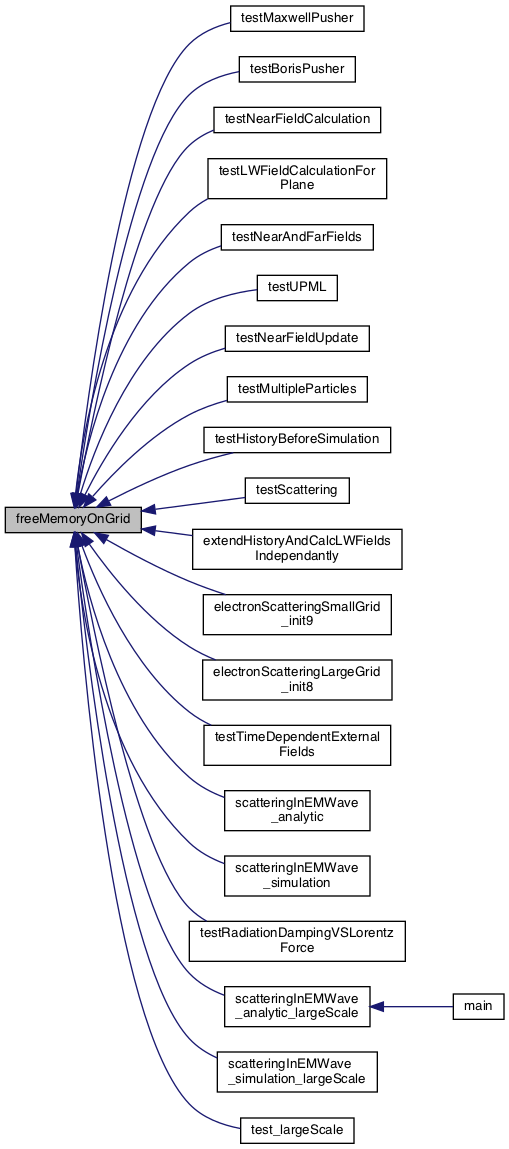 testMaxwellPusher
testBorisPusher
testNearFieldCalculation
testLWFieldCalculationFor
Plane
testNearAndFarFields
testUPML
testNearFieldUpdate
testMultipleParticles
testHistoryBeforeSimulation
testScattering
freeMemoryOnGrid
extendHistoryAndCalcLWFields
Independantly
electronScatteringSmallGrid
_init9
electronScatteringLargeGrid
_init8
testTimeDependentExternal
Fields
scatteringInEMWave
_analytic
scatteringInEMWave
_simulation
testRadiationDampingVSLorentz
Force
scatteringInEMWave
_analytic_largeScale
main
scatteringInEMWave
_simulation_largeScale
test_largeScale